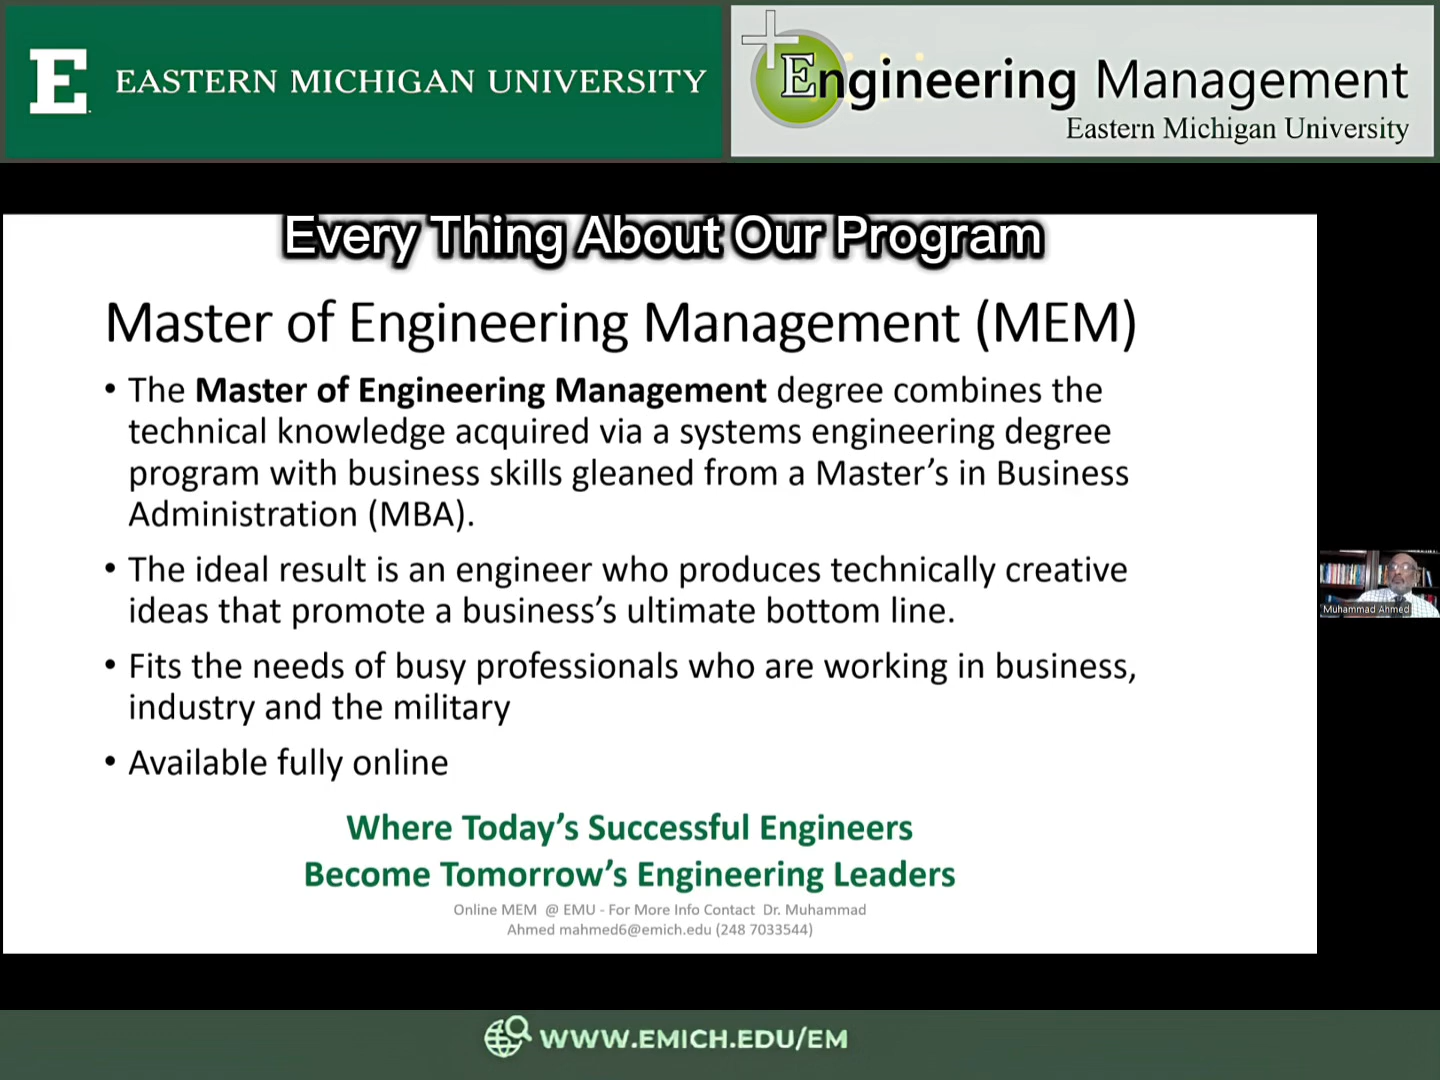 E EASTERN MICHIGAN UNIVERSITY
Engineering Management
Eastern Michigan University
Every Thing About Our Program
Master of Engineering Management (MEM)
• The Master of Engineering Management degree combines the
technical knowledge acquired via a systems engineering degree
program with business skills gleaned from a Master’s in Business
Administration (MBA).
• The ideal result is an engineer who produces technically creative
ideas that promote a business’s ultimate bottom line.
• Fits the needs of busy professionals who are working in business,
industry and the military
• Available fully online
Where Today’s Successful Engineers
Become Tomorrow’s Engineering Leaders
Online MEM @ EMU - For More Info Contact Dr. Muhammad
Ahmed mahmed6@emich.edu (248 7033544)
Muhammad Ahmed
WWW.EMICH.EDU/EM